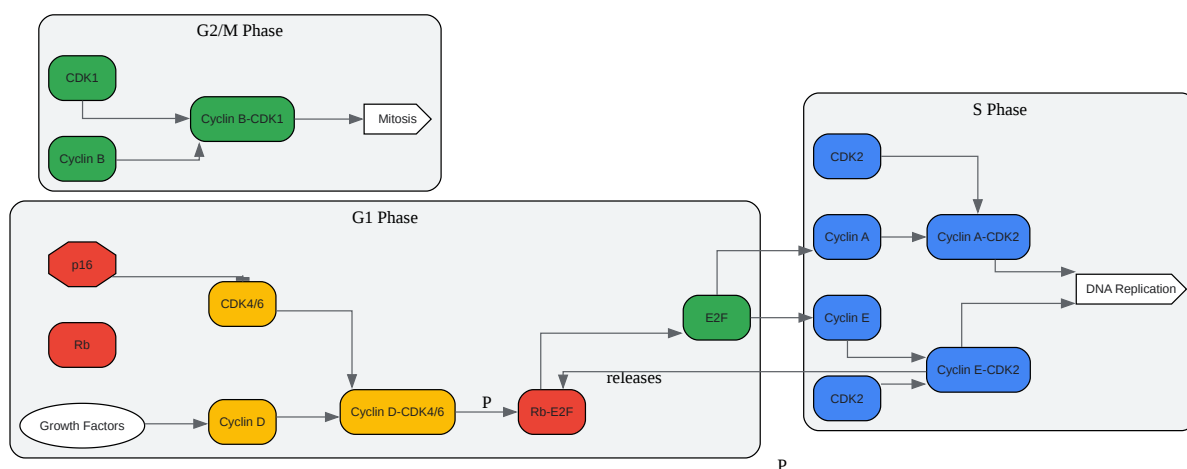 G2/M Phase
CDK1
Cyclin B-CDK1
Mitosis
Cyclin B
S Phase
CDK2
Cyclin A
Cyclin A-CDK2
DNA Replication
Cyclin E
Cyclin E-CDK2
CDK2
G1 Phase
p16
CDK4/6
Rb
E2F
releases
Growth Factors
Cyclin D
Cyclin D-CDK4/6
P
Rb-E2F
P